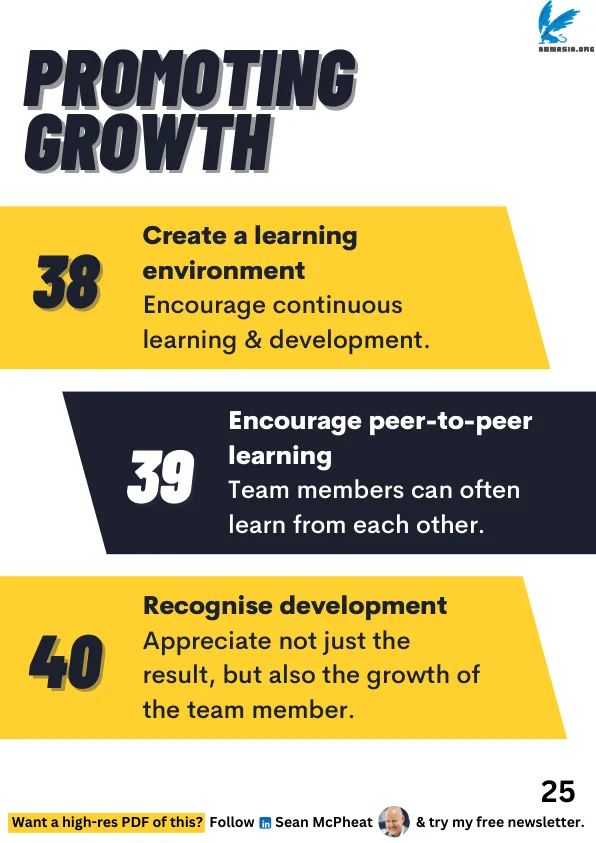 ABMASIA.ORG
PROMOTING
GROWTH
38
Create a learning
environment
Encourage continuous
learning & development.
39
Encourage peer-to-peer
learning
Team members can often
learn from each other.
40
Recognise development
Appreciate not just the
result, but also the growth of
the team member.
25
Want a high-res PDF of this? Follow in Sean McPheat & try my free newsletter.